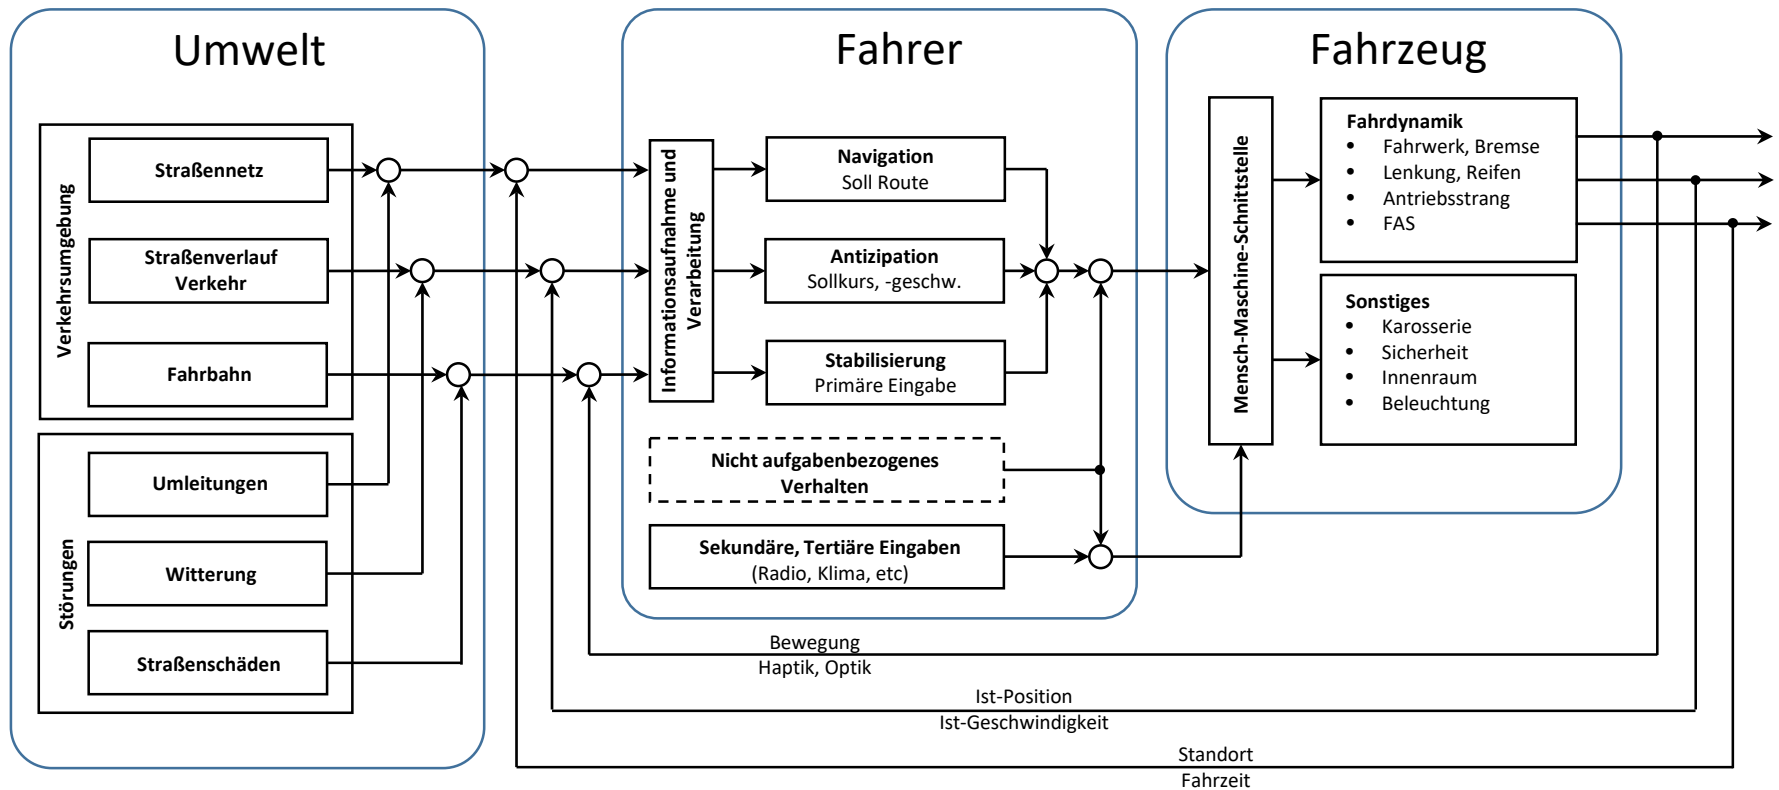 Umwelt
Verkehrsumgebung
Straßennetz
Straßenverlauf
Verkehr
Fahrbahn
Störungen
Umleitungen
Witterung
Straßenschäden
Fahrer
Informationsaufnahme und
Verarbeitung
Navigation
Soll Route
Antizipation
Sollkurs, -geschw.
Stabilisierung
Primäre Eingabe
Nicht aufgabenbezogenes
Verhalten
Sekundäre, Tertiäre Eingaben
(Radio, Klima, etc)
Fahrzeug
Mensch-Maschine-Schnittstelle
Fahrdynamik
• Fahrwerk, Bremse
• Lenkung, Reifen
• Antriebsstrang
• FAS
Sonstiges
• Karosserie
• Sicherheit
• Innenraum
• Beleuchtung
Bewegung
Haptik, Optik
Ist-Position
Ist-Geschwindigkeit
Standort
Fahrzeit